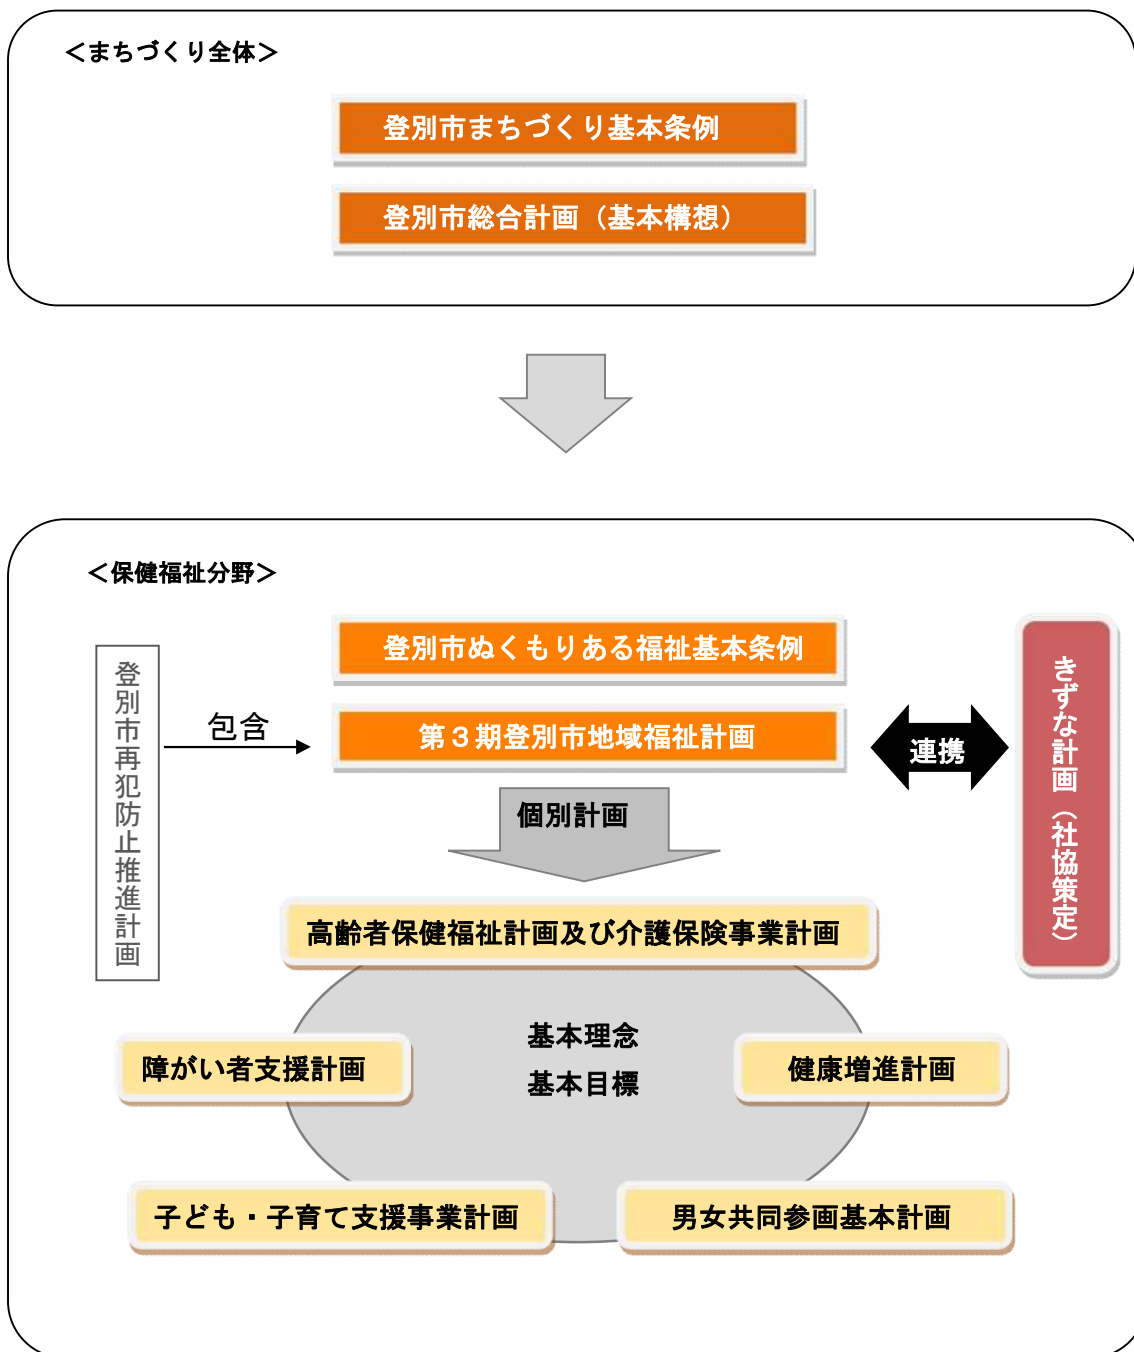 ＜まちづくり全体＞
登別市まちづくり基本条例
登別市総合計画（基本構想）
＜保健福祉分野＞
登別市ぬくもりある福祉基本条例
登別市再犯防止推進計画
包含
第３期登別市地域福祉計画
連携
きずな計画（社協策定）
個別計画
高齢者保健福祉計画及び介護保険事業計画
基本理念
基本目標
障がい者支援計画
健康増進計画
子ども・子育て支援事業計画
男女共同参画基本計画